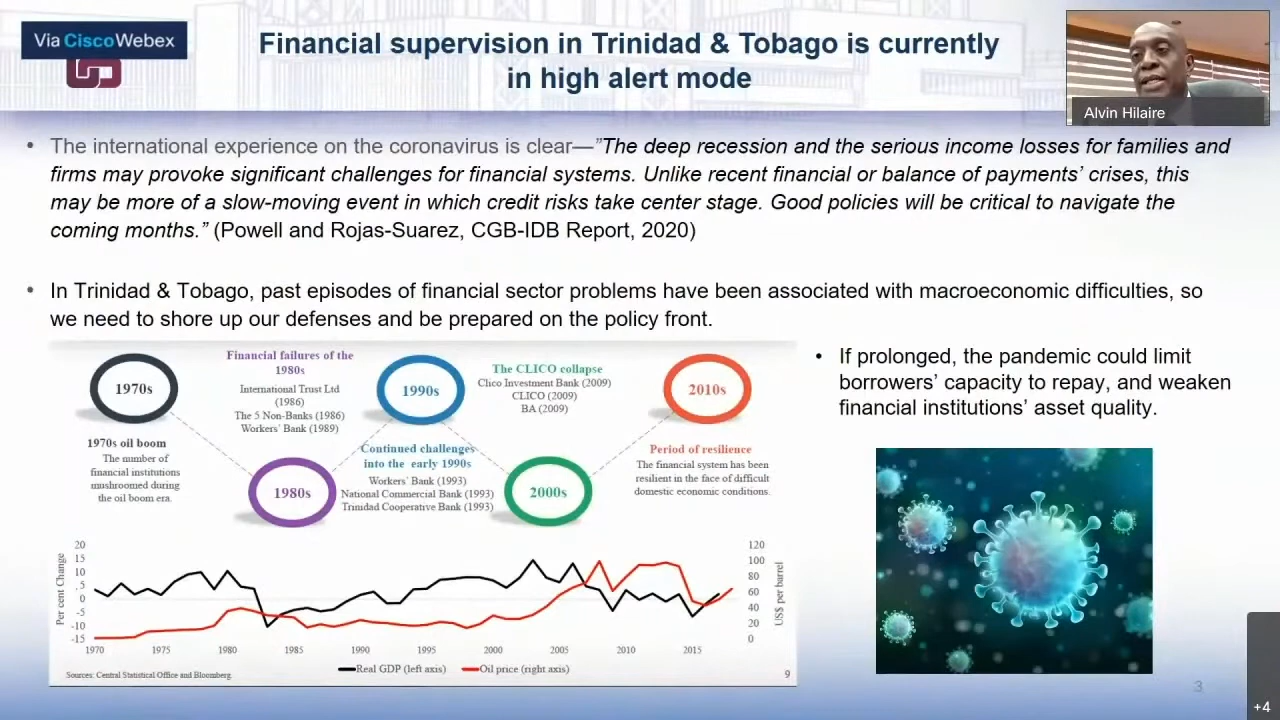 Via Cisco Webex
Financial supervision in Trinidad & Tobago is currently
in high alert mode
Alvin Hilaire
• The international experience on the coronavirus is clear—"The deep recession and the serious income losses for families and
firms may provoke significant challenges for financial systems. Unlike recent financial or balance of payments' crises, this
may be more of a slow-moving event in which credit risks take center stage. Good policies will be critical to navigate the
coming months." (Powell and Rojas-Suarez, CGB-IDB Report, 2020)
• In Trinidad & Tobago, past episodes of financial sector problems have been associated with macroeconomic difficulties, so
we need to shore up our defenses and be prepared on the policy front.
1970s
1970s oil boom
The number of
financial institutions
mushroomed during
the oil boom era.
Financial failures of the
1980s
International Trust Ltd
(1986)
The 5 Non-Banks (1986)
Workers' Bank (1989)
1980s
1990s
Continued challenges
into the early 1990s
Workers' Bank (1993)
National Commercial Bank (1993)
Trinidad Cooperative Bank (1993)
The CLICO collapse
Clico Investment Bank (2009)
CLICO (2009)
BA (2009)
2000s
2010s
Period of resilience
The financial system has been
resilient in the face of difficult
domestic economic conditions.
• If prolonged, the pandemic could limit
borrowers' capacity to repay, and weaken
financial institutions' asset quality.
Per cent Change
20
15
10
5
0
-5
-10
-15
US$ per barrel
120
100
80
60
40
20
0
1970 1975 1980 1985 1990 1995 2000 2005 2010 2015
Real GDP (left axis) Oil price (right axis)
Sources: Central Statistical Office and Bloomberg.
9
3
+4